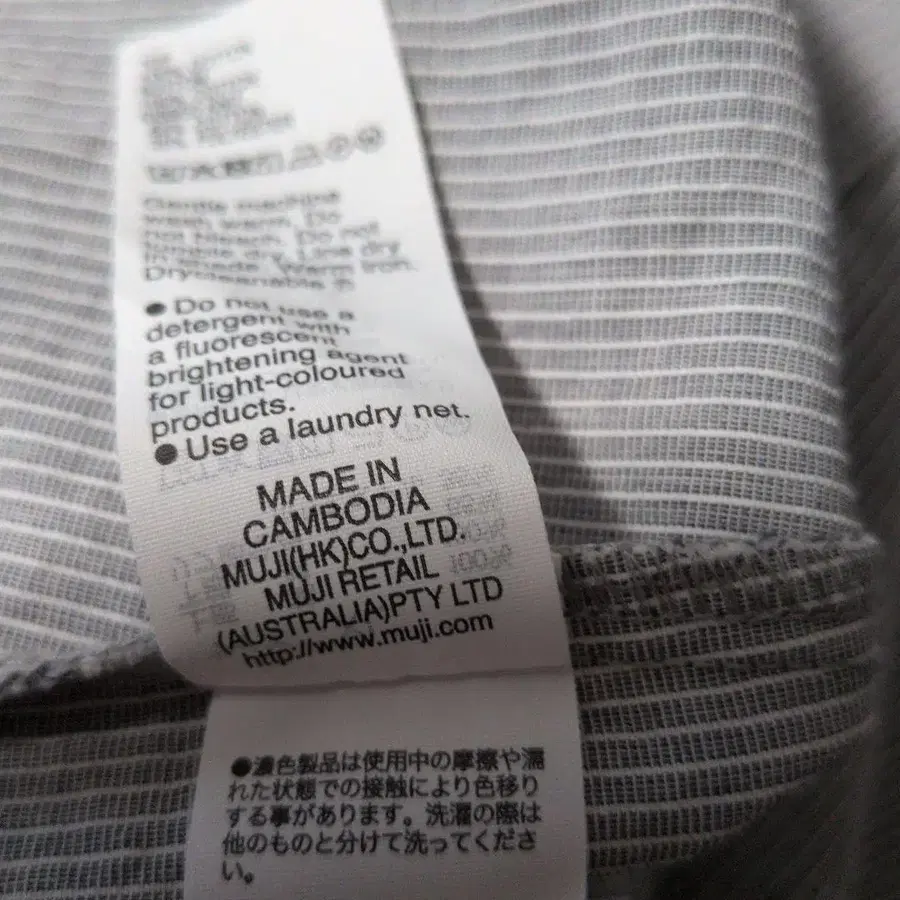 Gentle machine
wash, warm. Do
not bleach. Do not
tumble dry. Line dry
in shade. Warm iron.
Drycleanable Ⓟ
●Do not use a
detergent with
a fluorescent
brightening agent
for light-coloured
products.
●Use a laundry net.
MADE IN
CAMBODIA
MUJI(HK)CO.,LTD.
MUJI RETAIL
(AUSTRALIA)PTY LTD
http://www.muji.com
●濃色製品は使用中の摩擦や濡
れた状態での接触により色移り
する事があります。洗濯の際は
他のものと分けて洗ってくださ
い。